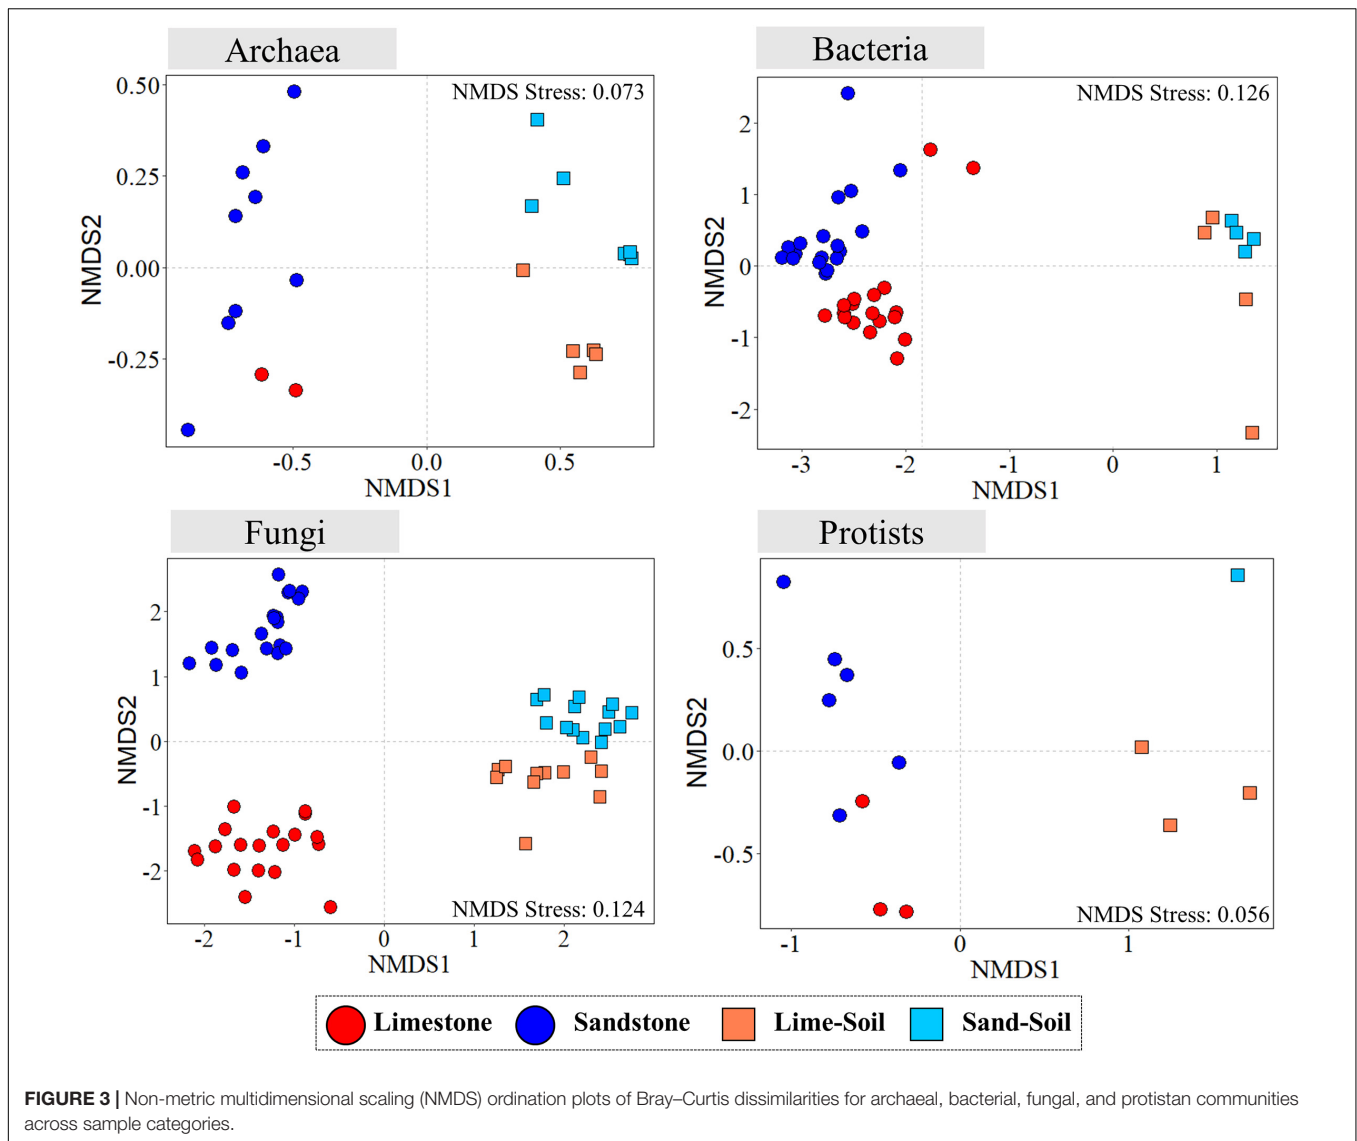 Archaea
NMDS Stress: 0.073
0.50
0.25
0.00
-0.25
NMDS2
-0.5
0.0
0.5
NMDS1
Bacteria
NMDS Stress: 0.126
2
1
0
-1
-2
NMDS2
-3
-2
-1
0
1
NMDS1
Fungi
2
1
0
-1
-2
NMDS2
NMDS Stress: 0.124
-2
-1
0
1
2
NMDS1
Protists
0.5
0.0
-0.5
NMDS2
NMDS Stress: 0.056
-1
0
1
NMDS1
Limestone Sandstone Lime-Soil Sand-Soil
FIGURE 3 | Non-metric multidimensional scaling (NMDS) ordination plots of Bray–Curtis dissimilarities for archaeal, bacterial, fungal, and protistan communities
across sample categories.